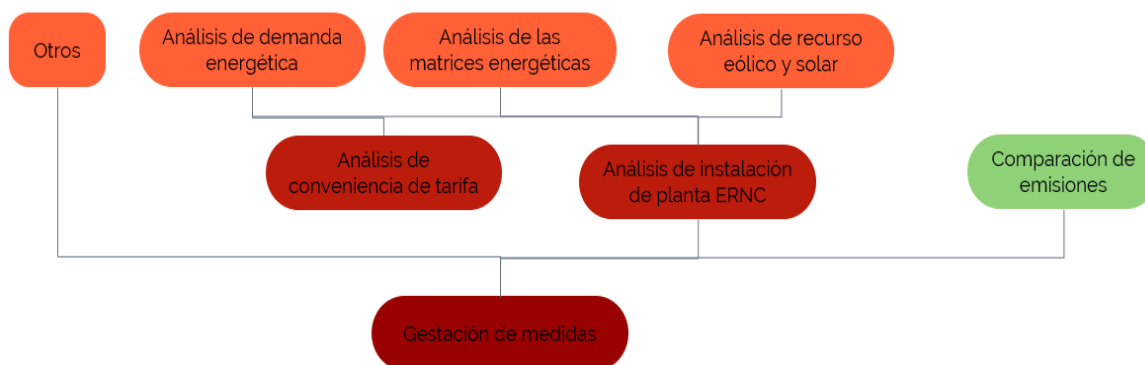 Otros
Análisis de demanda
energética
Análisis de las
matrices energéticas
Análisis de recurso
eólico y solar
Análisis de
conveniencia de tarifa
Análisis de instalación
de planta ERNC
Comparación de
emisiones
Gestación de medidas